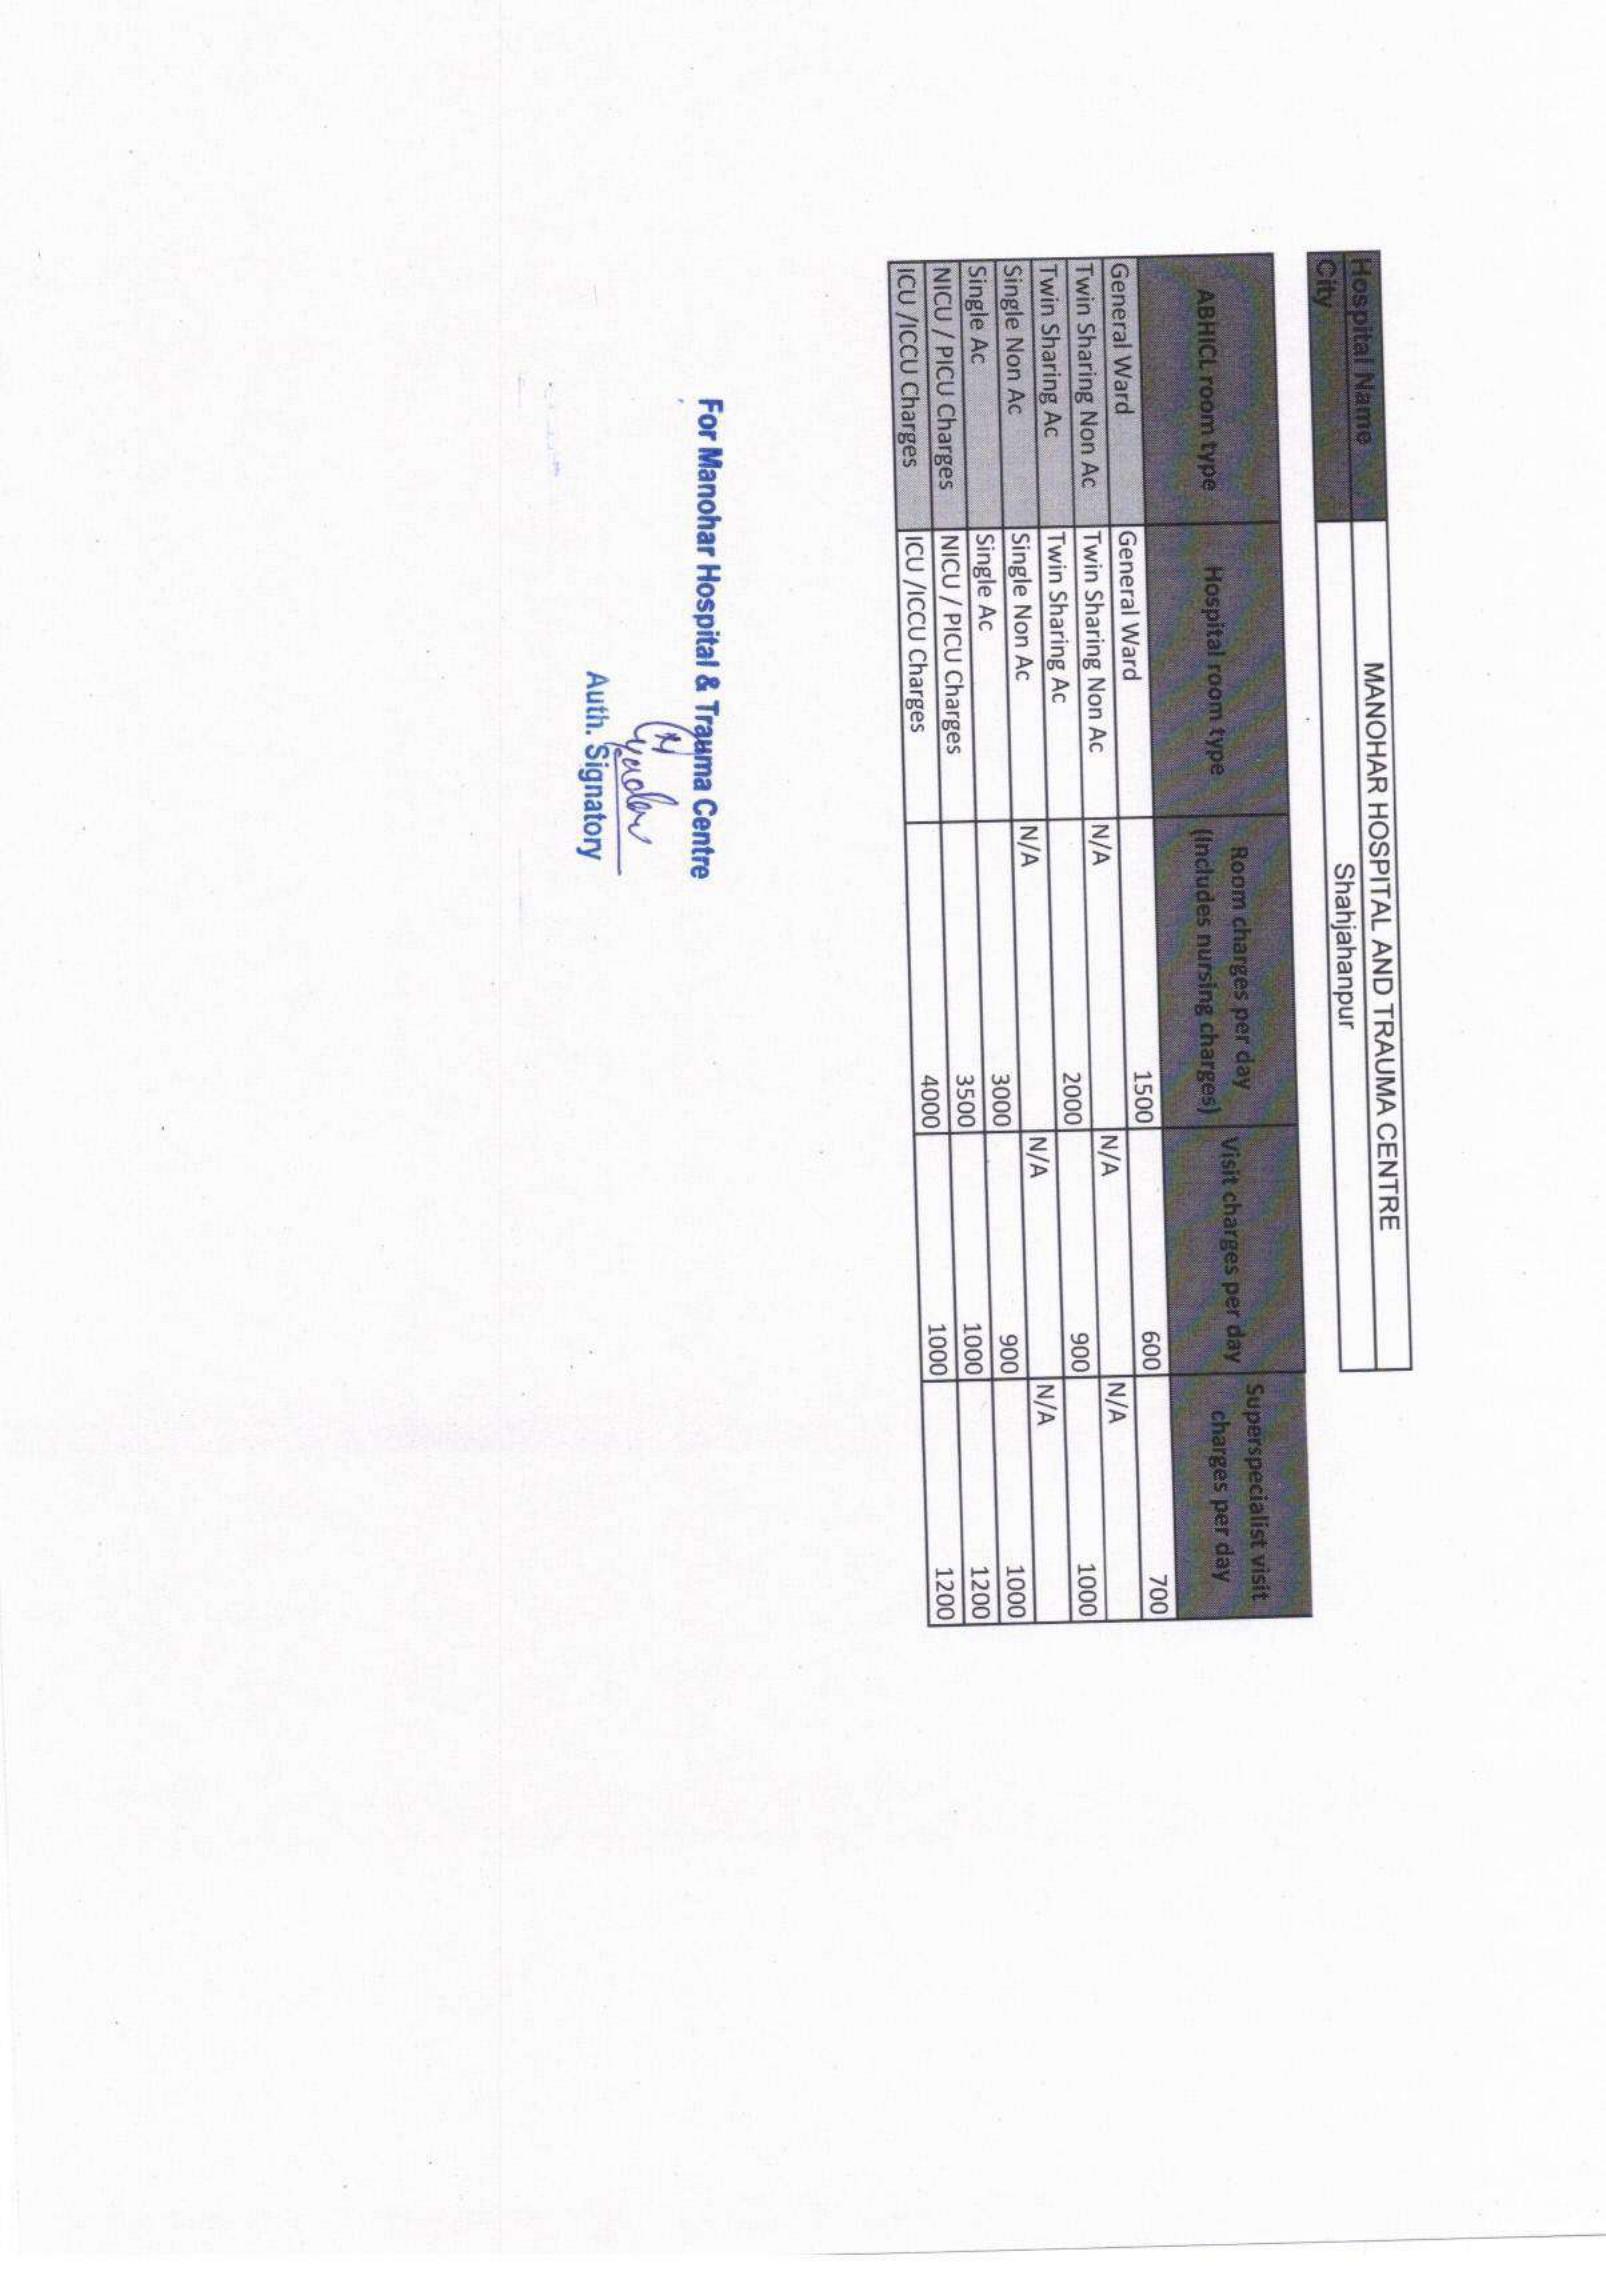 Hospital Name MANOHAR HOSPITAL AND TRAUMA CENTRE
City Shahjahanpur
ABHICL room type Hospital room type Room charges per day (Includes nursing charges) Visit charges per day Superspecialist visit charges per day
General Ward General Ward 1500 600 700
Twin Sharing Non Ac Twin Sharing Non Ac N/A N/A N/A
Twin Sharing Ac Twin Sharing Ac 2000 900 1000
Single Non Ac Single Non Ac N/A N/A N/A
Single Ac Single Ac 3000 900 1000
NICU / PICU Charges NICU / PICU Charges 3500 1000 1200
ICU /ICCU Charges ICU /ICCU Charges 4000 1000 1200
For Manohar Hospital & Trauma Centre
Auth. Signatory